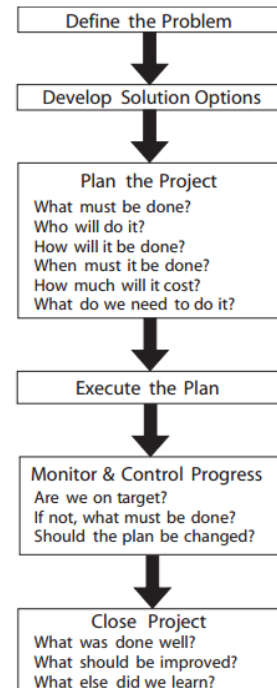 Define the Problem
Develop Solution Options
Plan the Project
What must be done?
Who will do it?
How will it be done?
When must it be done?
How much will it cost?
What do we need to do it?
Execute the Plan
Monitor & Control Progress
Are we on target?
If not, what must be done?
Should the plan be changed?
Close Project
What was done well?
What should be improved?
What else did we learn?